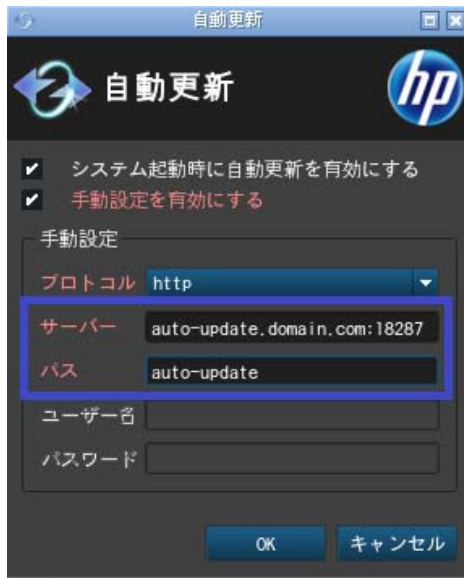 自動更新
自動更新
hp
システム起動時に自動更新を有効にする
手動設定を有効にする
手動設定
プロトコル http
サーバー auto-update.domain.com:18287
パス auto-update
ユーザー名
パスワード
OK キャンセル